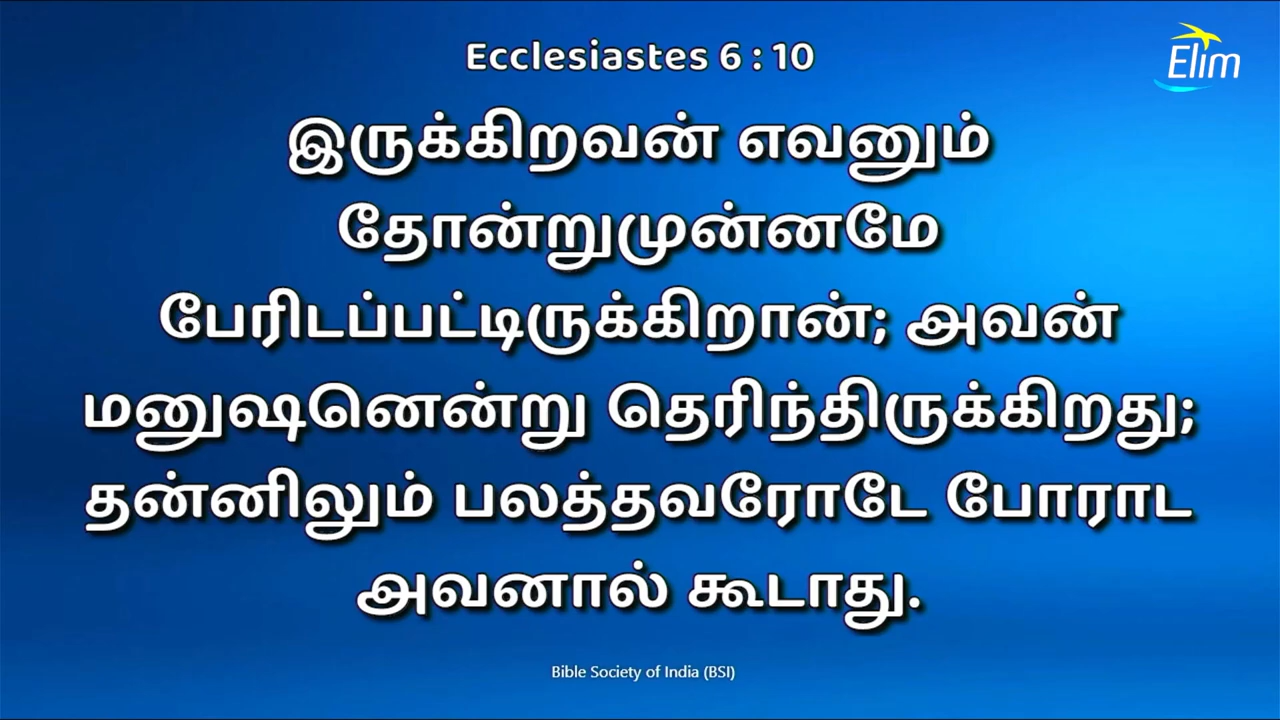 Ecclesiastes 6 : 10
Elim
இருக்கிறவன் எவனும்
தோன்றுமுன்னமே
பேரிடப்பட்டிருக்கிறான்; அவன்
மனுஷனென்று தெரிந்திருக்கிறது;
தன்னிலும் பலத்தவரோடே போராட
அவனால் கூடாது.
Bible Society of India (BSI)